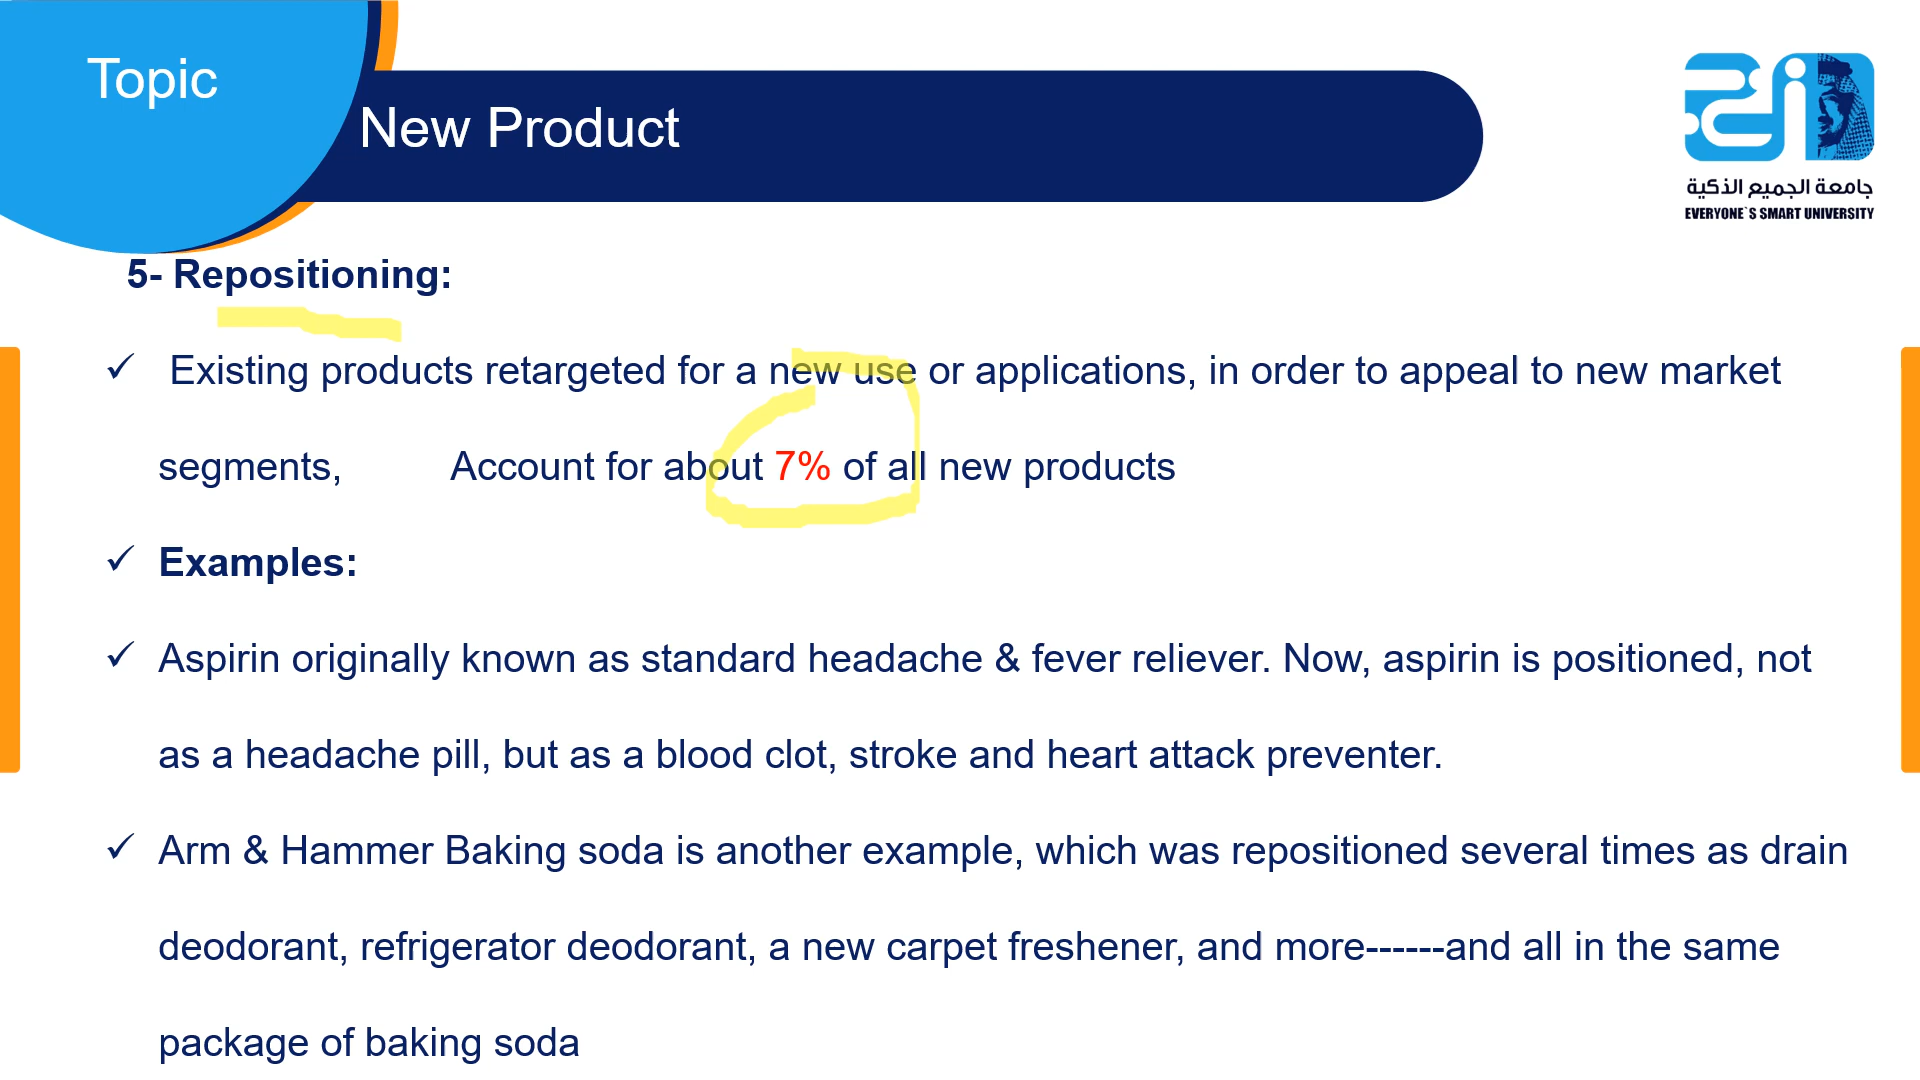 Topic
New Product
جامعة الجميع الذكية
EVERYONE`S SMART UNIVERSITY
5- Repositioning:
✓ Existing products retargeted for a new use or applications, in order to appeal to new market
segments, Account for about 7% of all new products
✓ Examples:
✓ Aspirin originally known as standard headache & fever reliever. Now, aspirin is positioned, not
as a headache pill, but as a blood clot, stroke and heart attack preventer.
✓ Arm & Hammer Baking soda is another example, which was repositioned several times as drain
deodorant, refrigerator deodorant, a new carpet freshener, and more------and all in the same
package of baking soda